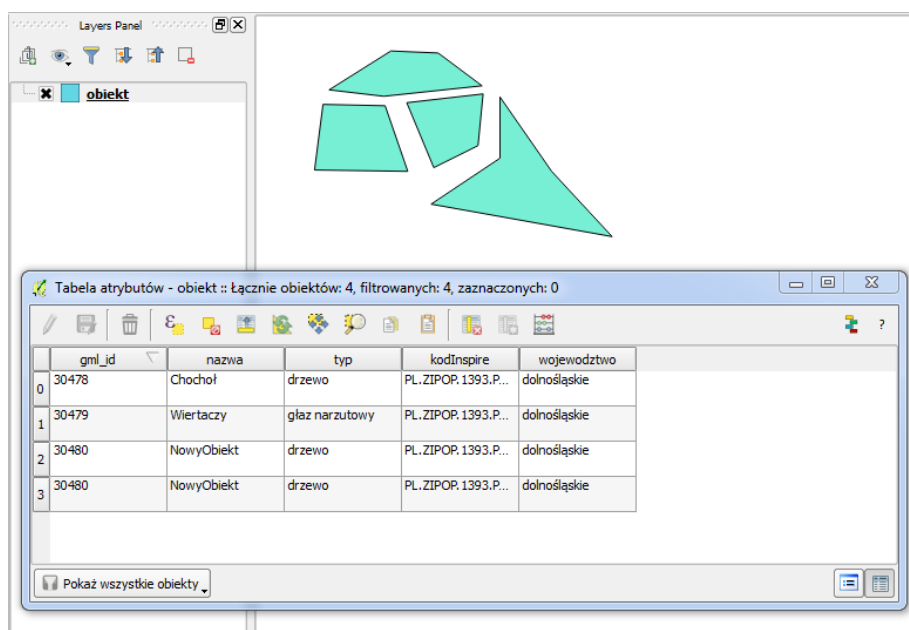 Layers Panel
obiekt
Tabela atrybutów - obiekt :: Łącznie obiektów: 4, filtrowanych: 4, zaznaczonych: 0
ε
?
gml_id nazwa typ kodInspire wojewodztwo
0 30478 Chochoł drzewo PL.ZIPOP.1393.P... dolnośląskie
1 30479 Wiertaczy głaz narzutowy PL.ZIPOP.1393.P... dolnośląskie
2 30480 NowyObiekt drzewo PL.ZIPOP.1393.P... dolnośląskie
3 30480 NowyObiekt drzewo PL.ZIPOP.1393.P... dolnośląskie
Pokaż wszystkie obiekty